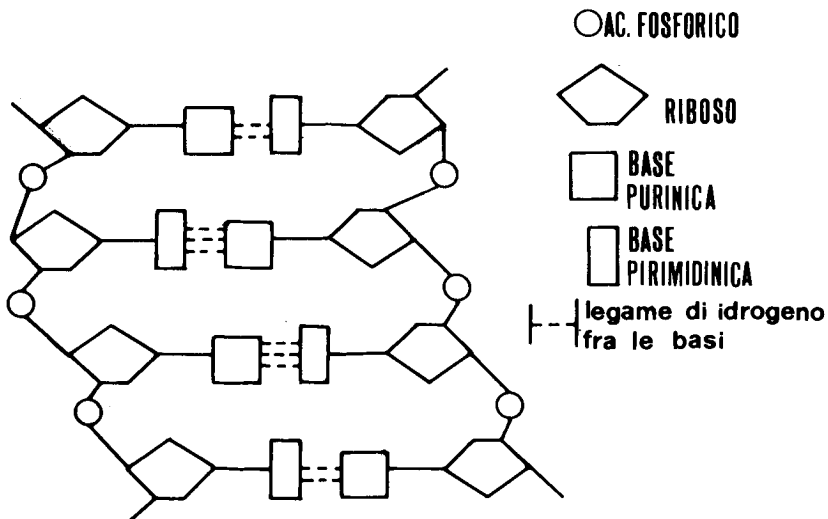 AC. FOSFORICO
RIBOSO
BASE
PURINICA
BASE
PIRIMIDINICA
legame di idrogeno
fra le basi